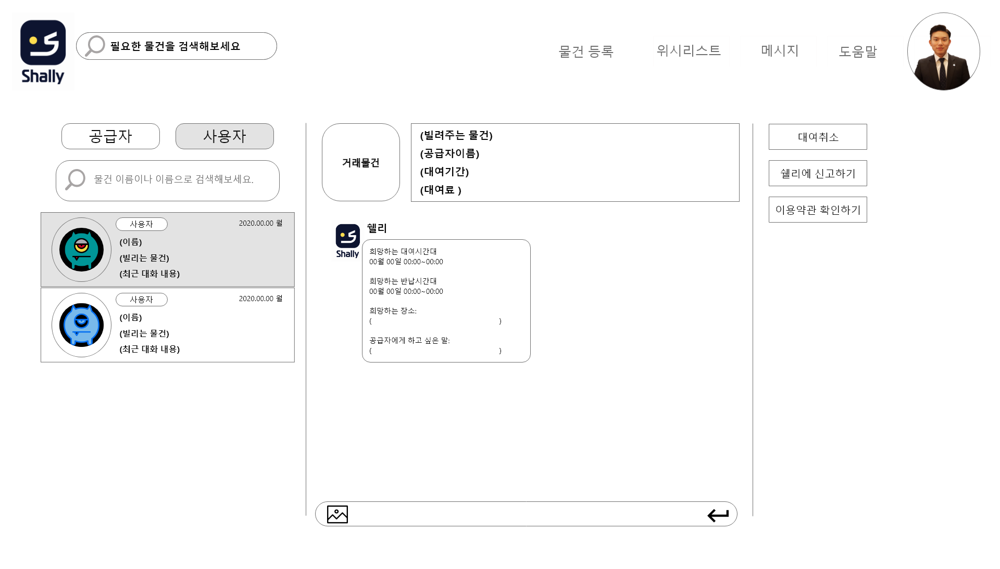 Shally
필요한 물건을 검색해보세요
물건 등록
위시리스트
메시지
도움말
공급자
사용자
물건 이름이나 이름으로 검색해보세요.
사용자
2020.00.00 월
(이름)
(빌리는 물건)
(최근 대화 내용)
사용자
2020.00.00 월
(이름)
(빌리는 물건)
(최근 대화 내용)
거래물건
(빌려주는 물건)
(공급자이름)
(대여기간)
(대여료 )
Shally
쉘리
희망하는 대여시간대
00월 00일 00:00~00:00
희망하는 반납시간대
00월 00일 00:00~00:00
희망하는 장소:
( )
공급자에게 하고 싶은 말:
( )
대여취소
쉘리에 신고하기
이용약관 확인하기